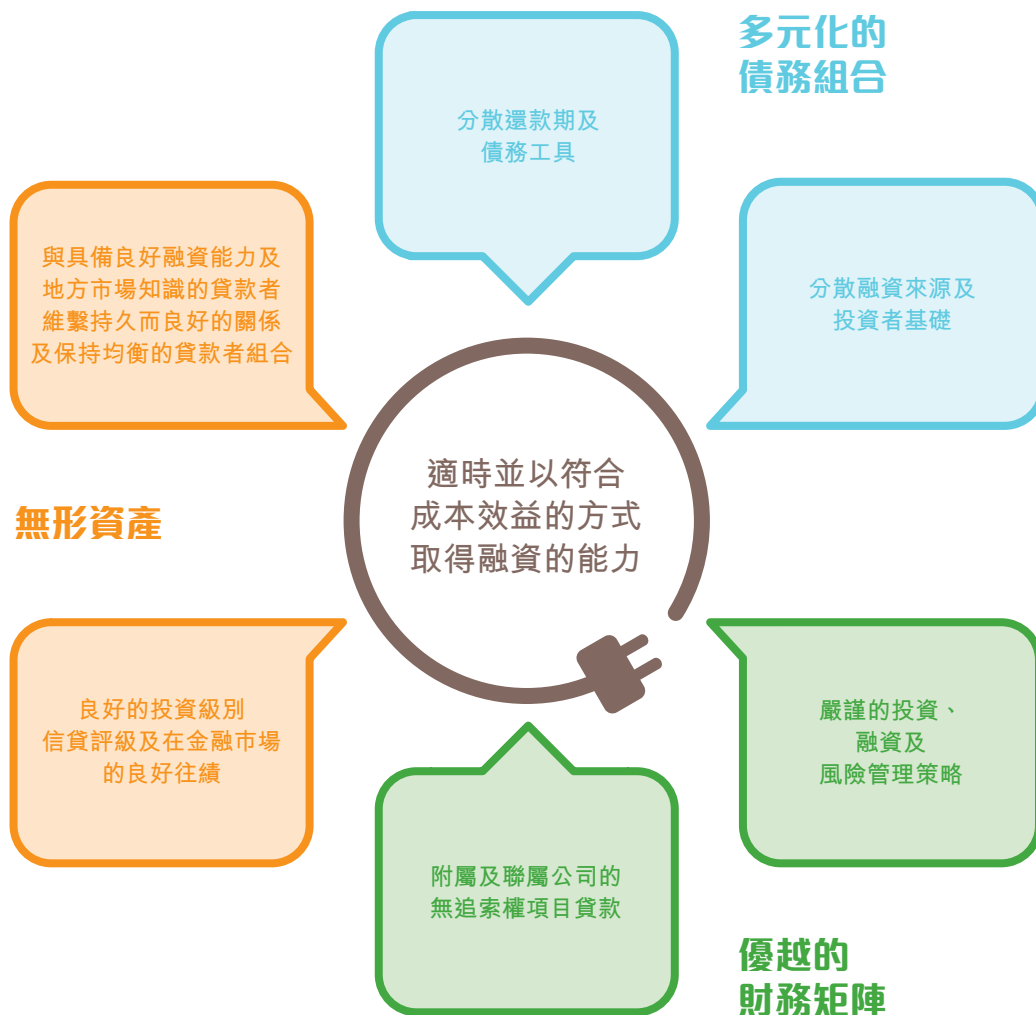 多元化的
債務組合
分散還款期及
債務工具
分散融資來源及
投資者基礎
與具備良好融資能力及
地方市場知識的貸款者
維繫持久而良好的關係
及保持均衡的貸款者組合
適時並以符合
成本效益的方式
取得融資的能力
無形資產
良好的投資級別
信貸評級及在金融市場
的良好往績
嚴謹的投資、
融資及
風險管理策略
附屬及聯屬公司的
無追索權項目貸款
優越的
財務矩陣